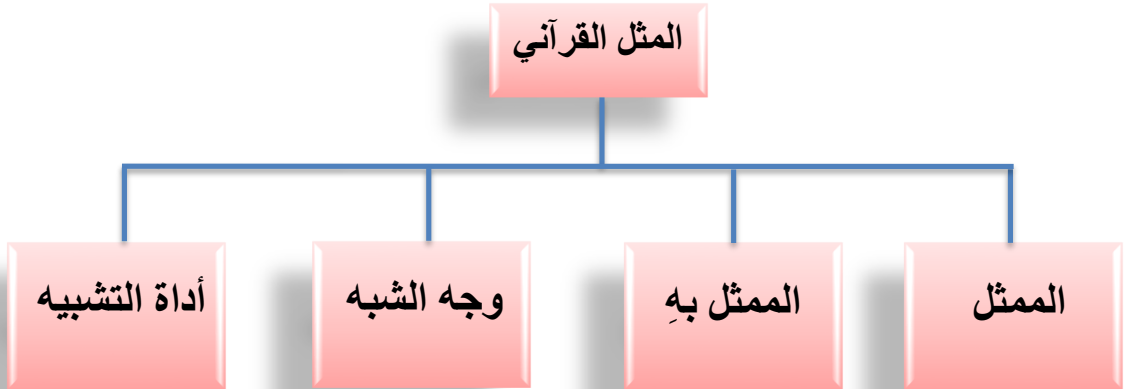 المثل القرآني
الممثل
الممثل بهِ
وجه الشبه
أداة التشبيه